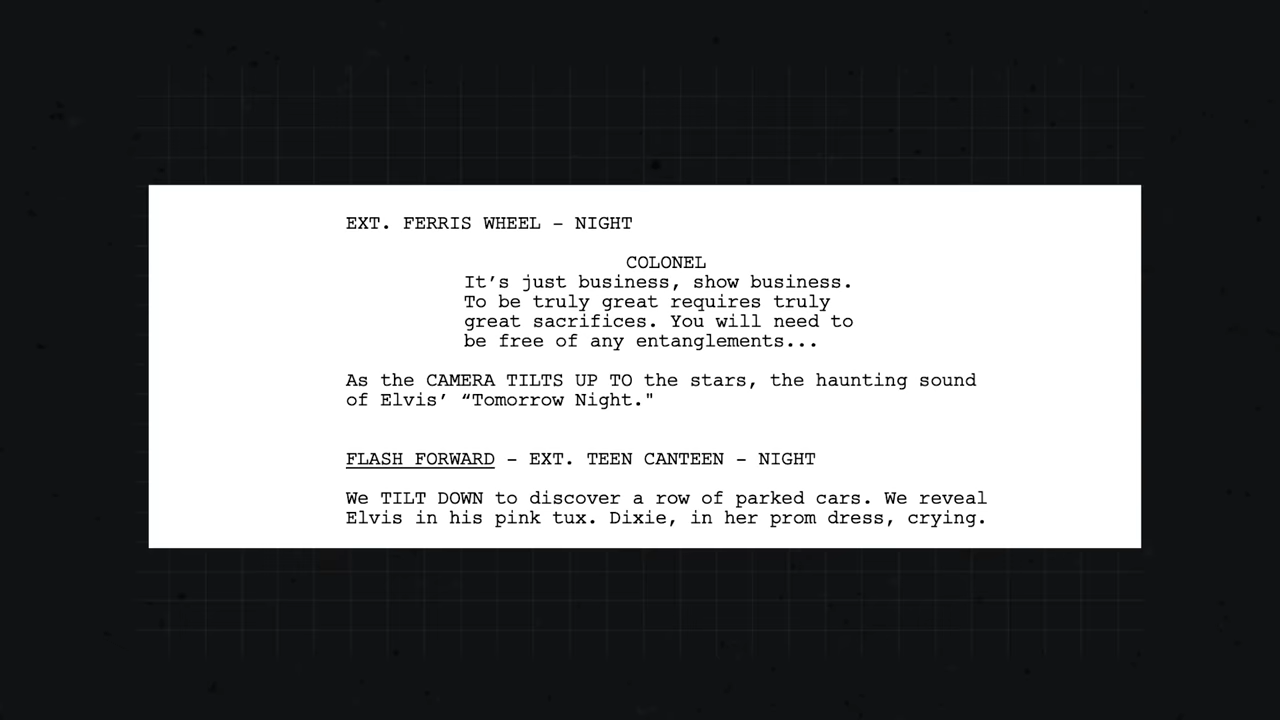 EXT. FERRIS WHEEL – NIGHT
COLONEL
It’s just business, show business.
To be truly great requires truly
great sacrifices. You will need to
be free of any entanglements...
As the CAMERA TILTS UP TO the stars, the haunting sound
of Elvis’ “Tomorrow Night."
FLASH FORWARD – EXT. TEEN CANTEEN – NIGHT
We TILT DOWN to discover a row of parked cars. We reveal
Elvis in his pink tux. Dixie, in her prom dress, crying.